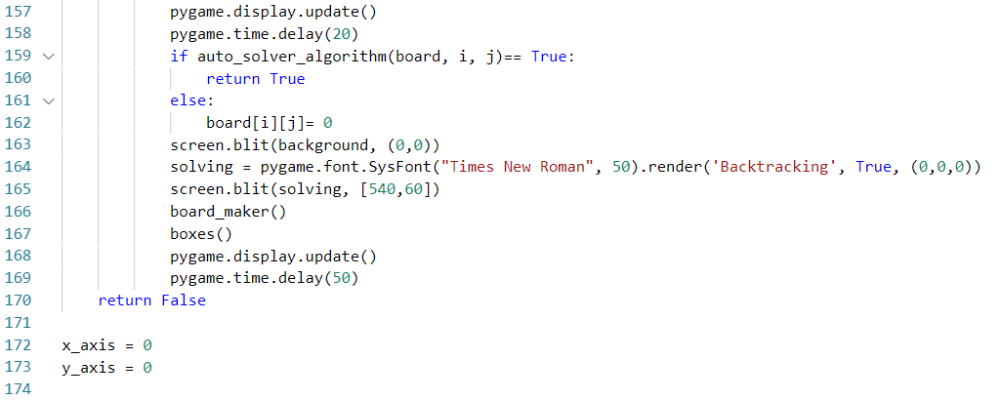 157 pygame.display.update()
158 pygame.time.delay(20)
159 if auto_solver_algorithm(board, i, j)== True:
160 return True
161 else:
162 board[i][j]= 0
163 screen.blit(background, (0,0))
164 solving = pygame.font.SysFont("Times New Roman", 50).render('Backtracking', True, (0,0,0))
165 screen.blit(solving, [540,60])
166 board_maker()
167 boxes()
168 pygame.display.update()
169 pygame.time.delay(50)
170 return False
171
172 x_axis = 0
173 y_axis = 0
174